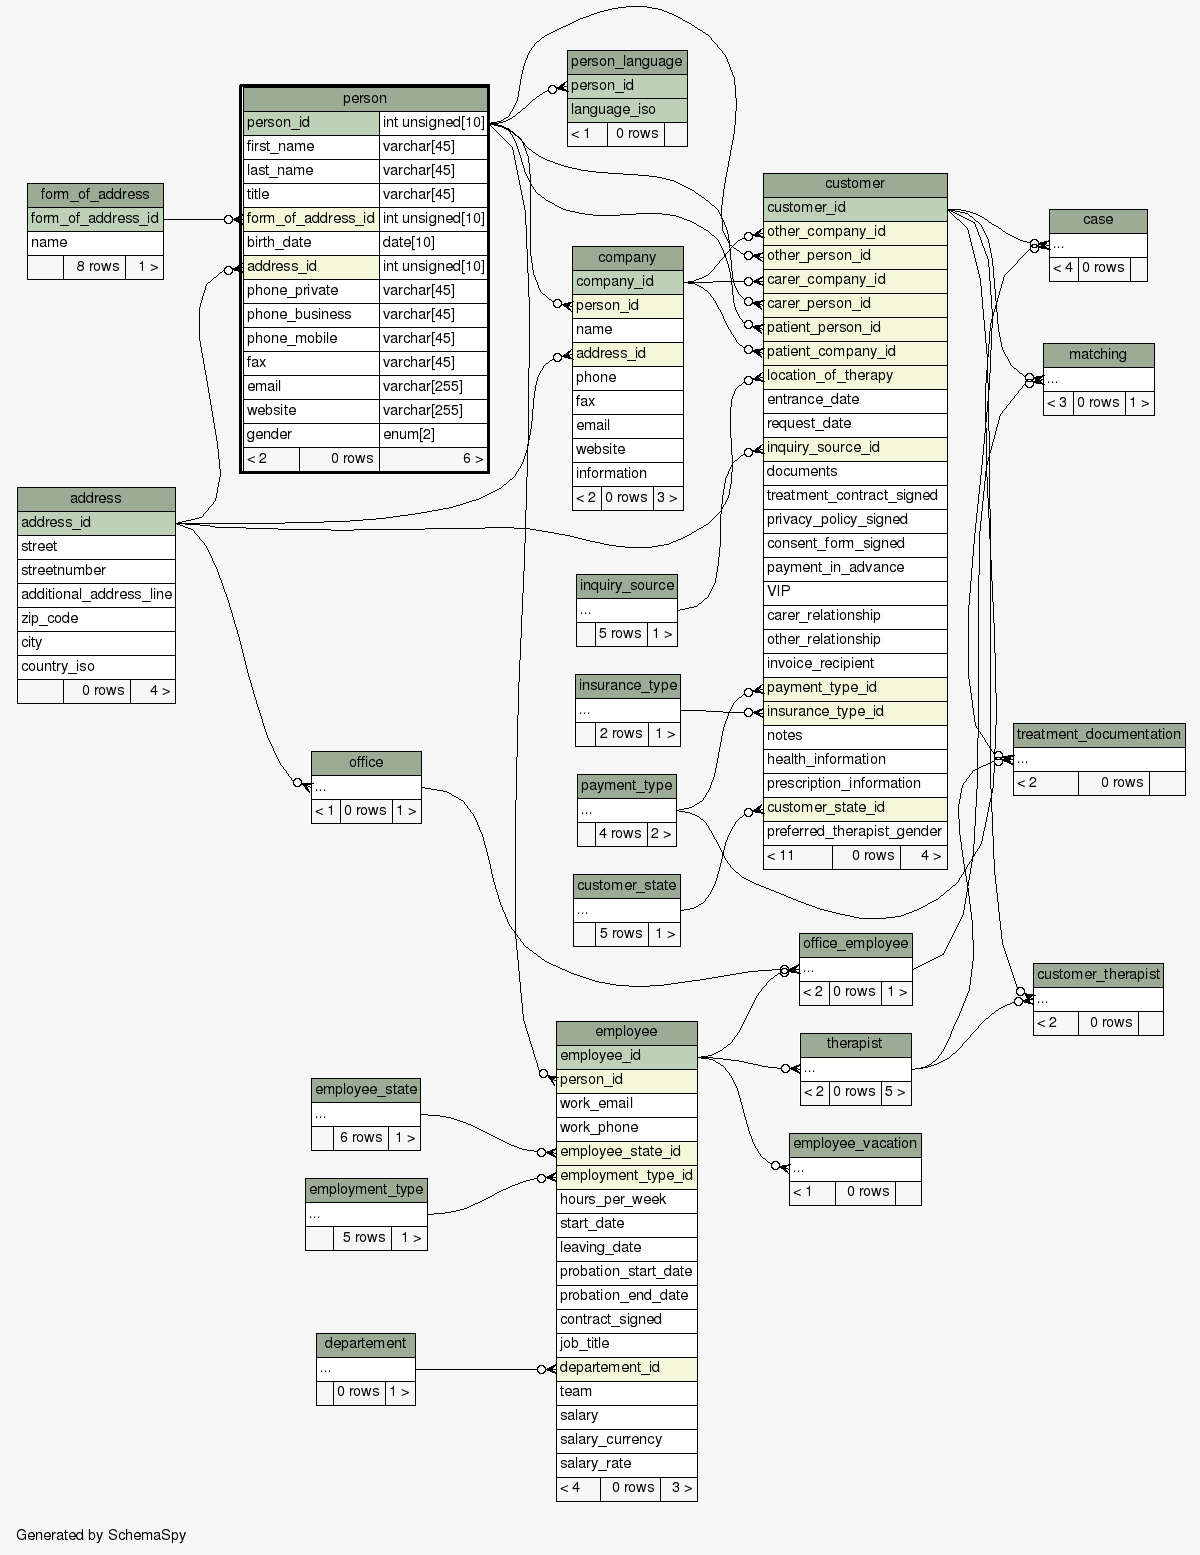 person_language
person_id
language_iso
< 1 0 rows
person
person_id int unsigned[10]
first_name varchar[45]
last_name varchar[45]
title varchar[45]
form_of_address_id int unsigned[10]
birth_date date[10]
address_id int unsigned[10]
phone_private varchar[45]
phone_business varchar[45]
phone_mobile varchar[45]
fax varchar[45]
email varchar[255]
website varchar[255]
gender enum[2]
< 2 0 rows 6 >
form_of_address
form_of_address_id
name
8 rows 1 >
customer
customer_id
other_company_id
other_person_id
carer_company_id
carer_person_id
patient_person_id
patient_company_id
location_of_therapy
entrance_date
request_date
inquiry_source_id
documents
treatment_contract_signed
privacy_policy_signed
consent_form_signed
payment_in_advance
VIP
carer_relationship
other_relationship
invoice_recipient
payment_type_id
insurance_type_id
notes
health_information
prescription_information
customer_state_id
preferred_therapist_gender
< 11 0 rows 4 >
case
...
< 4 0 rows
company
company_id
person_id
name
address_id
phone
fax
email
website
information
< 2 0 rows 3 >
matching
...
< 3 0 rows 1 >
address
address_id
street
streetnumber
additional_address_line
zip_code
city
country_iso
0 rows 4 >
inquiry_source
...
5 rows 1 >
insurance_type
...
2 rows 1 >
treatment_documentation
...
< 2 0 rows
office
...
< 1 0 rows 1 >
payment_type
...
4 rows 2 >
customer_state
...
5 rows 1 >
office_employee
...
< 2 0 rows 1 >
customer_therapist
...
< 2 0 rows
employee
employee_id
person_id
work_email
work_phone
employee_state_id
employment_type_id
hours_per_week
start_date
leaving_date
probation_start_date
probation_end_date
contract_signed
job_title
departement_id
team
salary
salary_currency
salary_rate
< 4 0 rows 3 >
therapist
...
< 2 0 rows 5 >
employee_state
...
6 rows 1 >
employee_vacation
...
< 1 0 rows
employment_type
...
5 rows 1 >
departement
...
0 rows 1 >
Generated by SchemaSpy